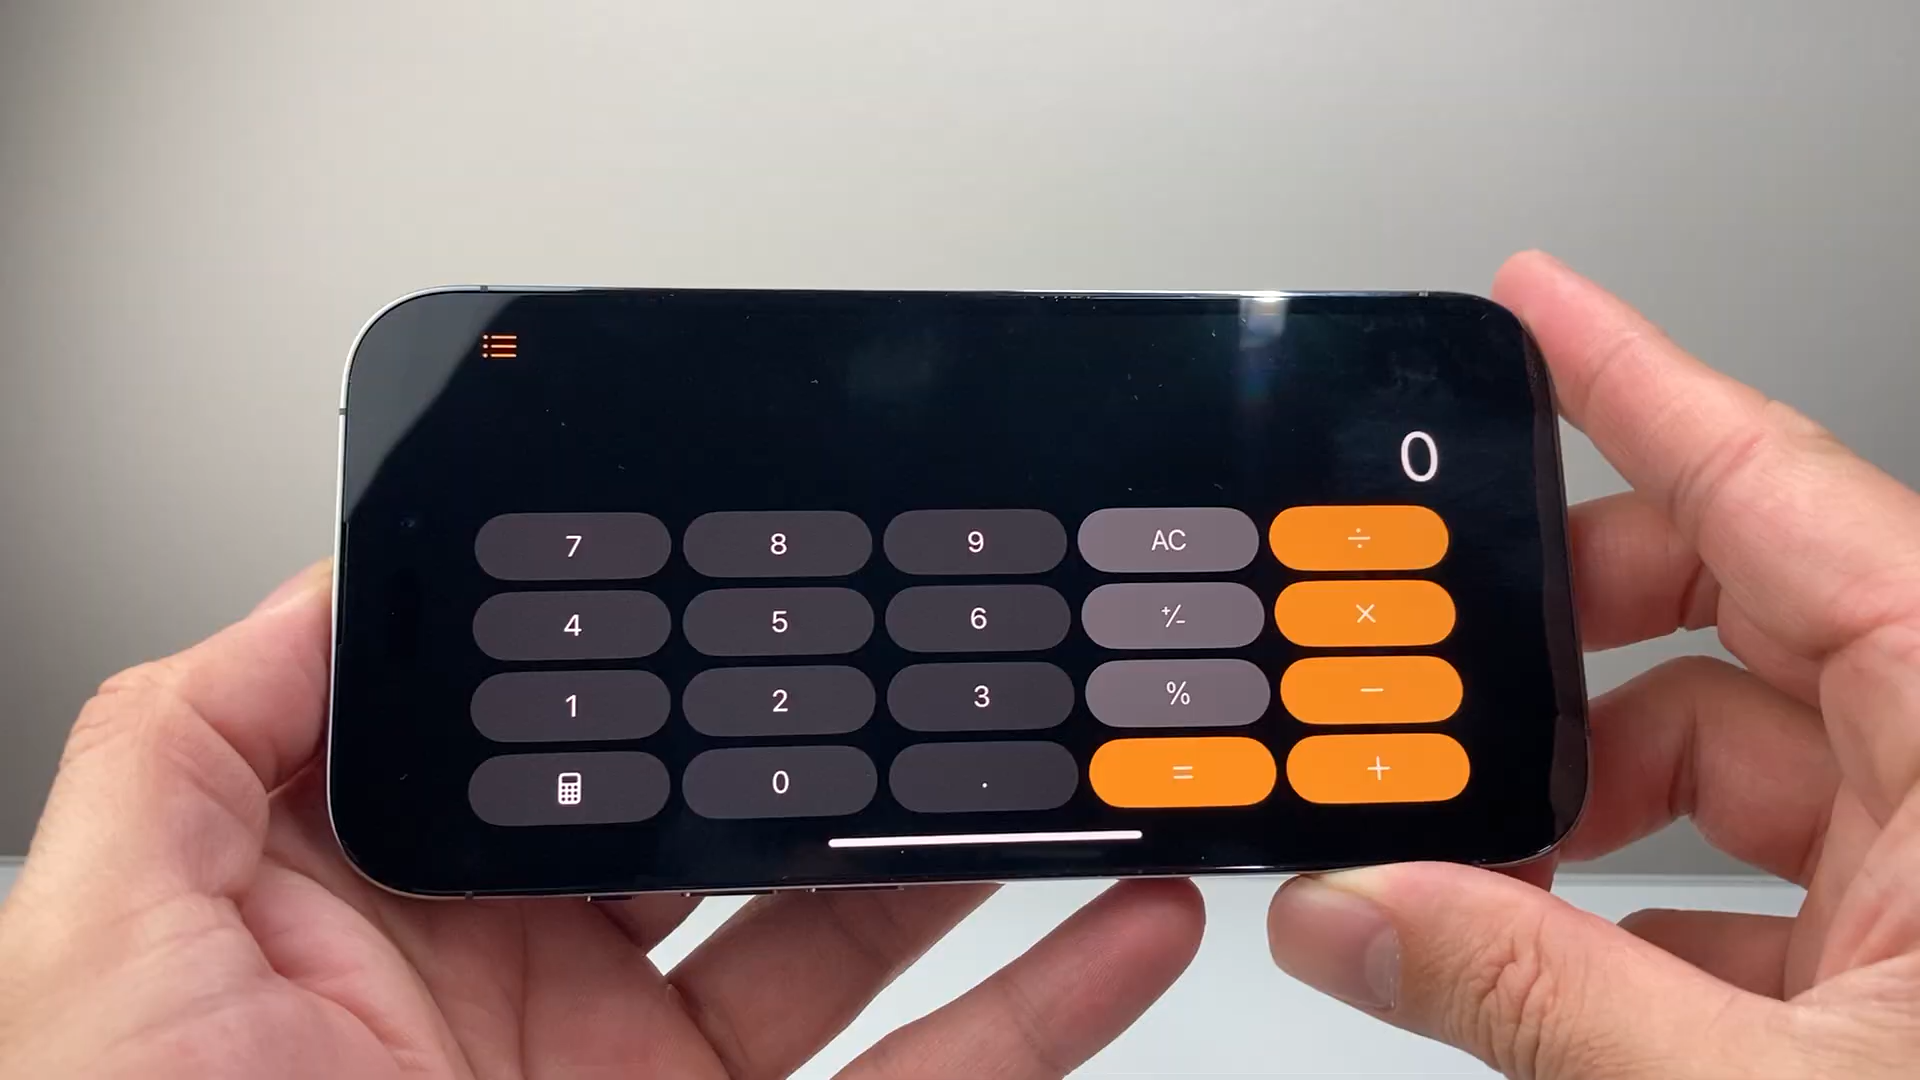 0
7 8 9 AC ÷
4 5 6 +/- ×
1 2 3 % −
0 . = +